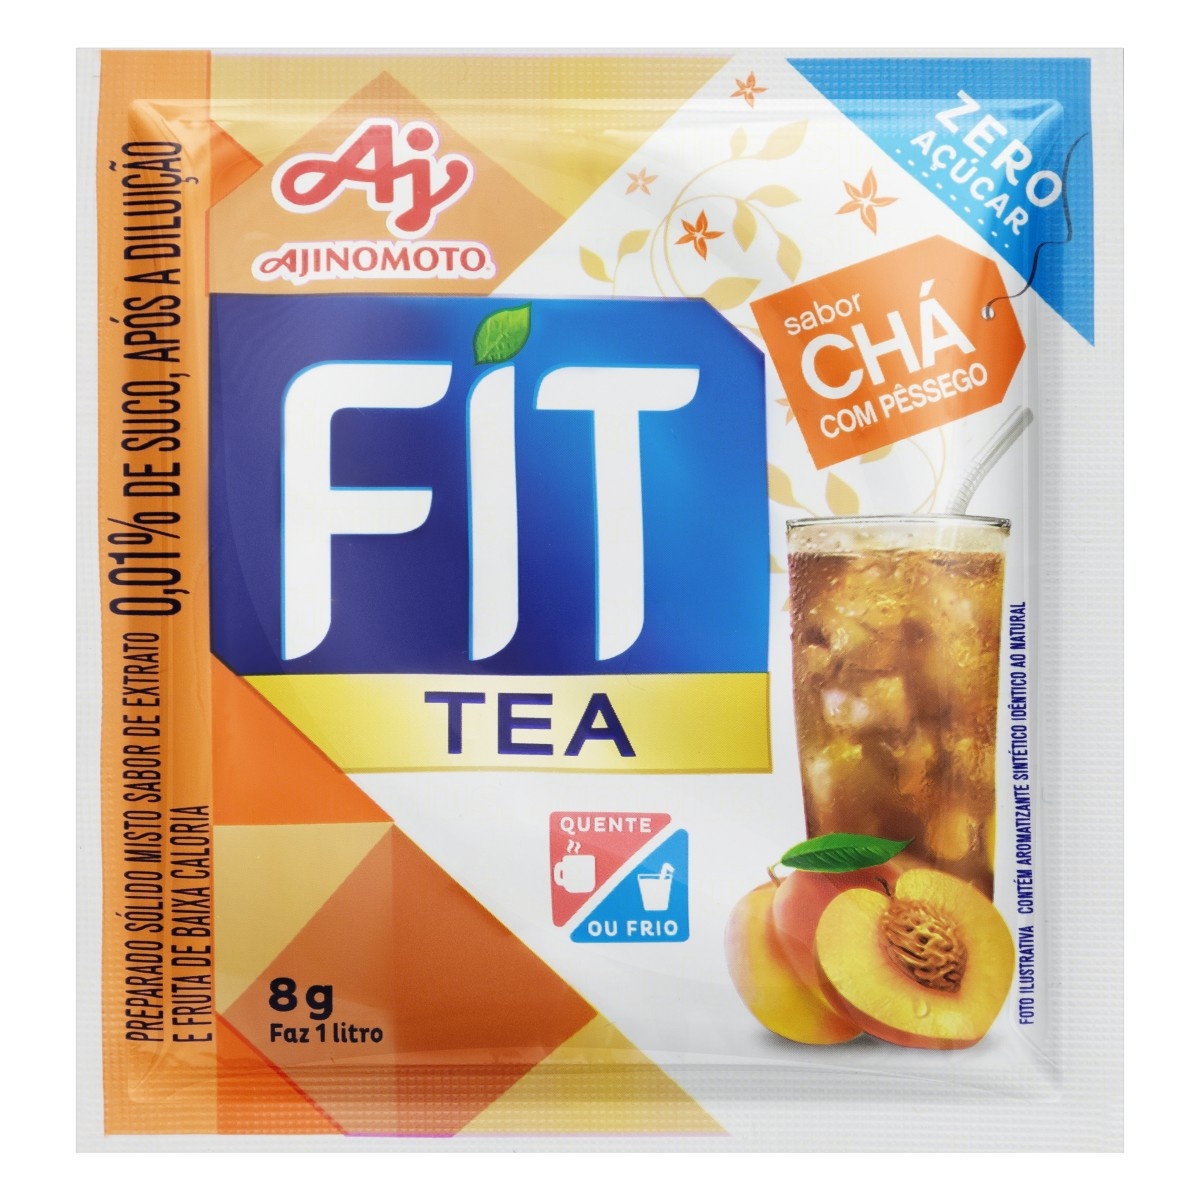 Aj
AJINOMOTO
ZERO
AÇÚCAR
sabor
CHÁ
COM PÊSSEGO
FIT
TEA
QUENTE
OU FRIO
8 g
Faz 1 litro
PREPARADO SÓLIDO MISTO SABOR DE EXTRATO 0,01% DE SUCO, APÓS A DILUIÇÃO
E FRUTA DE BAIXA CALORIA
FOTO ILUSTRATIVA CONTÉM AROMATIZANTE SINTÉTICO IDÊNTICO AO NATURAL